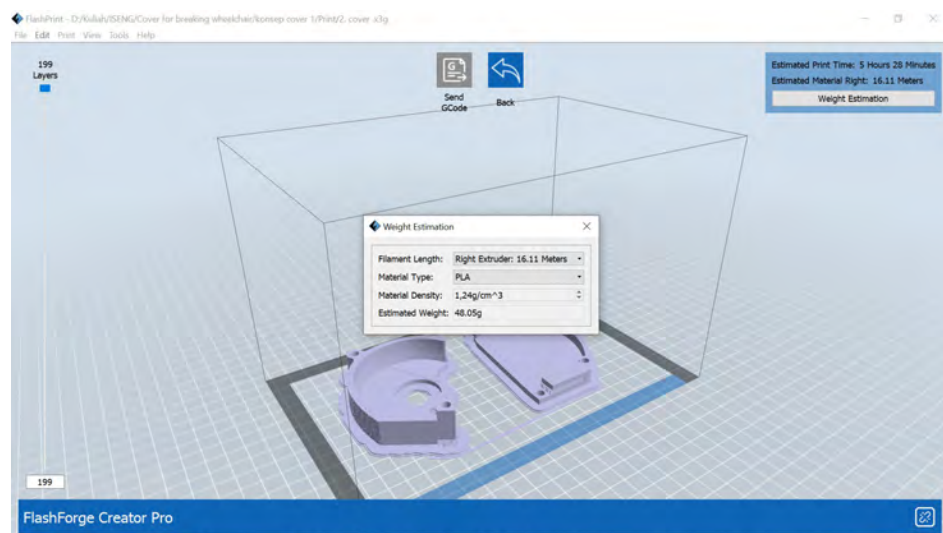 FlashPrint - D:/Kuliah/ISENG/Cover for breaking wheelchair/konsep cover 1/Print/2. cover .x3g
File Edit Print View Tools Help
199
Layers
Send
GCode
Back
Estimated Print Time: 5 Hours 28 Minutes
Estimated Material Right: 16.11 Meters
Weight Estimation
Weight Estimation
Filament Length: Right Extruder: 16.11 Meters
Material Type: PLA
Material Density: 1,24g/cm^3
Estimated Weight: 48.05g
199
FlashForge Creator Pro